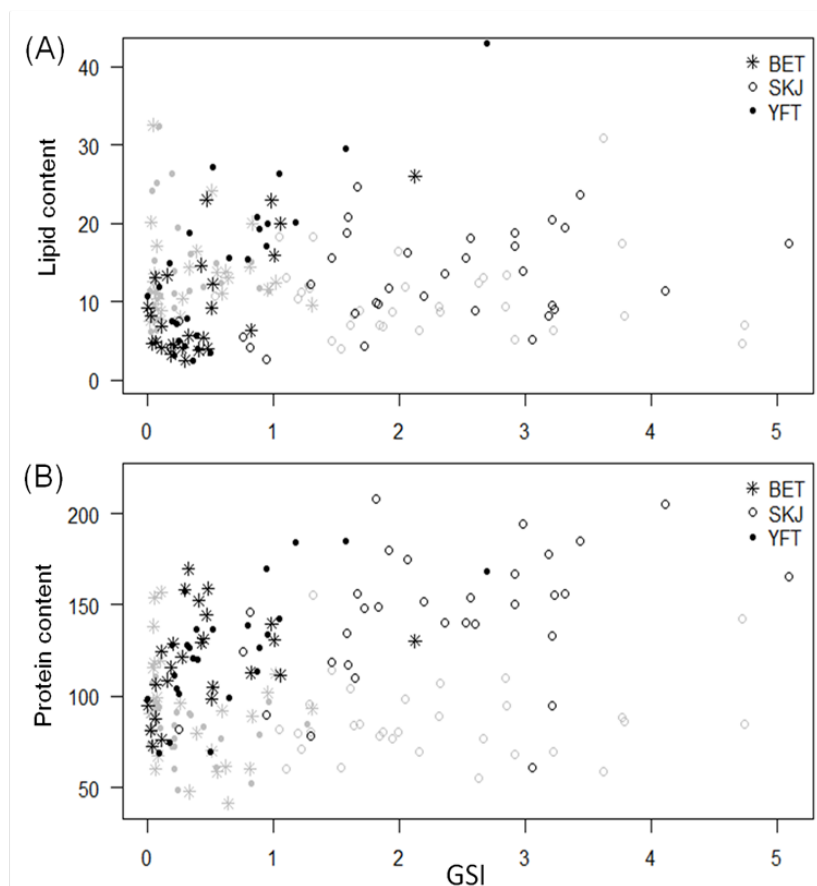 (A)
Lipid content
40
30
20
10
0
BET
SKJ
YFT
0 1 2 3 4 5
(B)
Protein content
200
150
100
50
BET
SKJ
YFT
0 1 2 3 4 5
GSI